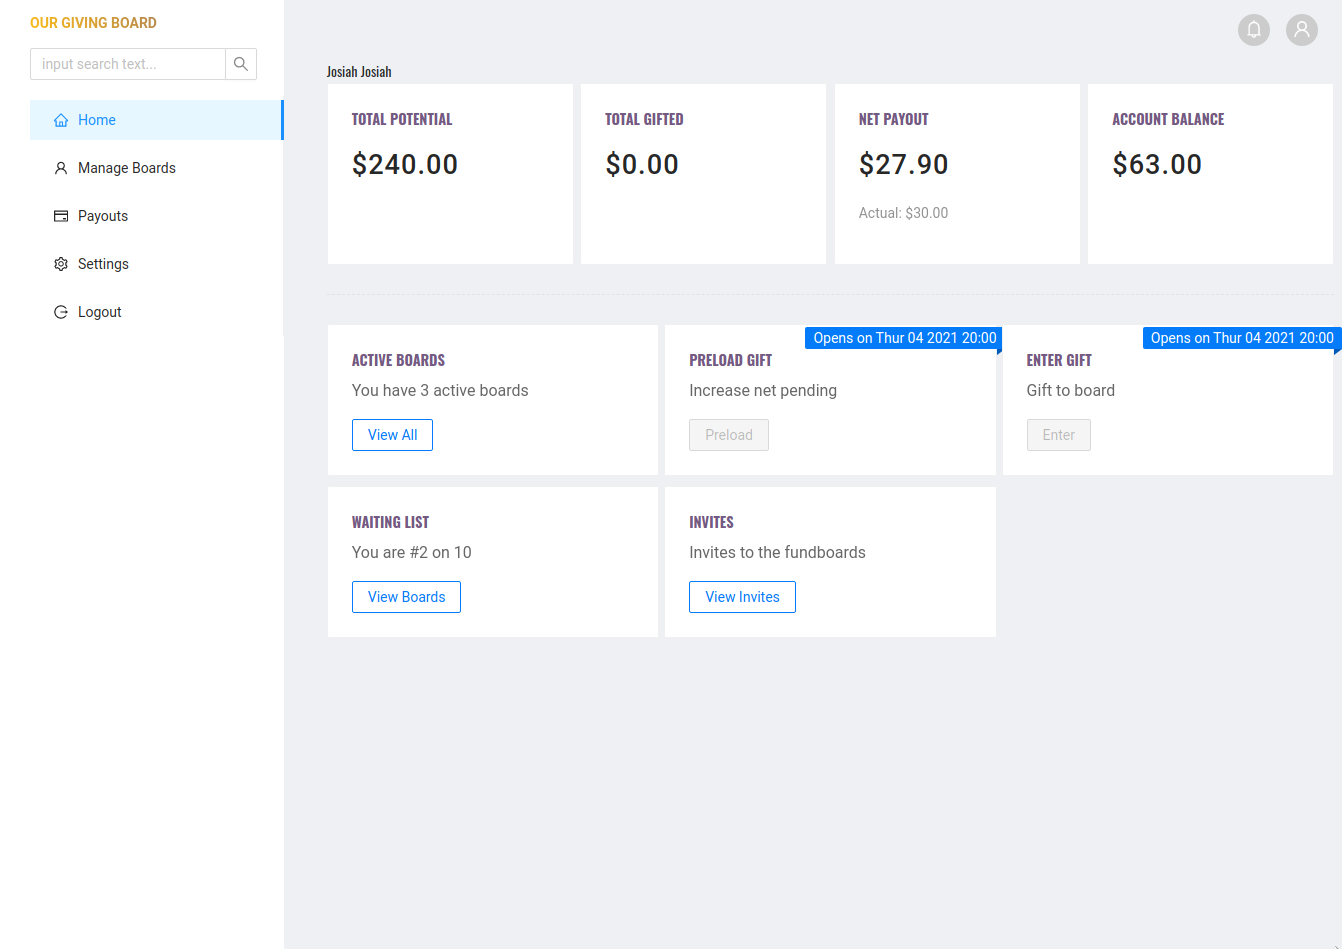 OUR GIVING BOARD
input search text...
Home
Manage Boards
Payouts
Settings
Logout
Josiah Josiah
TOTAL POTENTIAL
$240.00
TOTAL GIFTED
$0.00
NET PAYOUT
$27.90
Actual: $30.00
ACCOUNT BALANCE
$63.00
ACTIVE BOARDS
You have 3 active boards
View All
Opens on Thur 04 2021 20:00
PRELOAD GIFT
Increase net pending
Preload
Opens on Thur 04 2021 20:00
ENTER GIFT
Gift to board
Enter
WAITING LIST
You are #2 on 10
View Boards
INVITES
Invites to the fundboards
View Invites